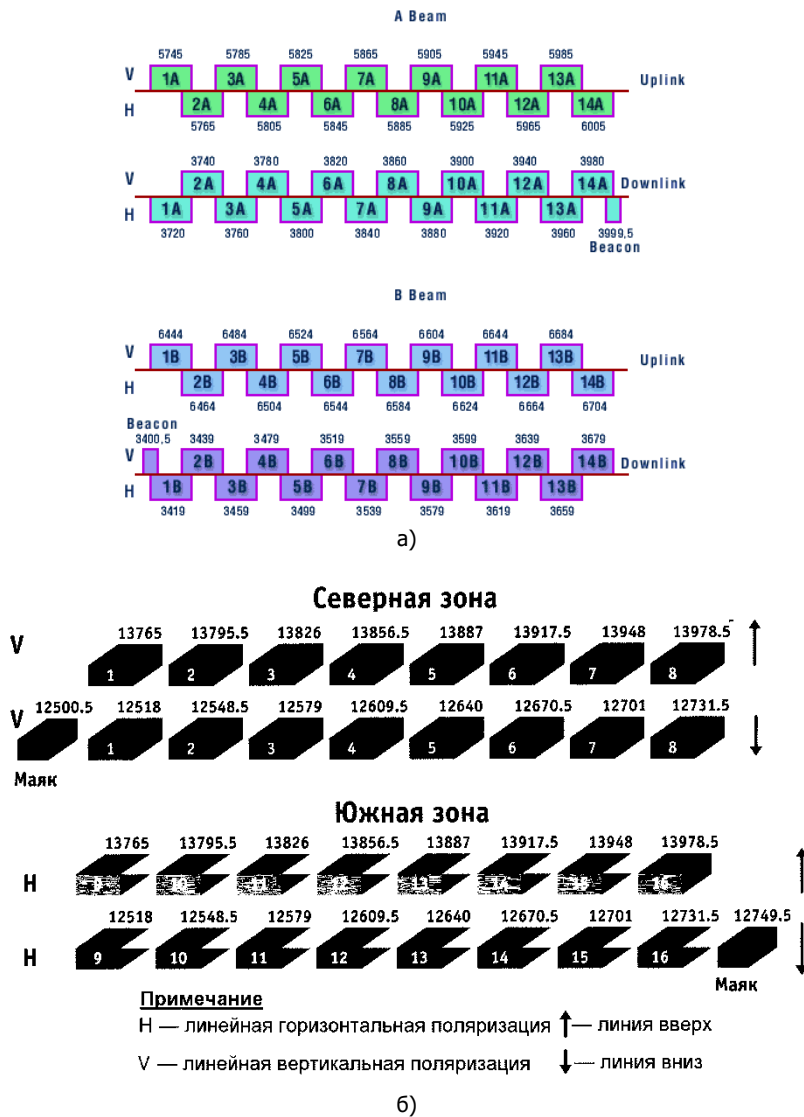 A Beam
5745 5785 5825 5865 5905 5945 5985
V 1A 3A 5A 7A 9A 11A 13A Uplink
H 2A 4A 6A 8A 10A 12A 14A
5765 5805 5845 5885 5925 5965 6005
3740 3780 3820 3860 3900 3940 3980
V 2A 4A 6A 8A 10A 12A 14A Downlink
H 1A 3A 5A 7A 9A 11A 13A
3720 3760 3800 3840 3880 3920 3960 3999,5
Beacon
B Beam
6444 6484 6524 6564 6604 6644 6684
V 1B 3B 5B 7B 9B 11B 13B Uplink
H 2B 4B 6B 8B 10B 12B 14B
6464 6504 6544 6584 6624 6664 6704
Beacon
3400,5 3439 3479 3519 3559 3599 3639 3679
V 2B 4B 6B 8B 10B 12B 14B Downlink
H 1B 3B 5B 7B 9B 11B 13B
3419 3459 3499 3539 3579 3619 3659
а)
Северная зона
13765 13795.5 13826 13856.5 13887 13917.5 13948 13978.5
V 1 2 3 4 5 6 7 8
12500.5 12518 12548.5 12579 12609.5 12640 12670.5 12701 12731.5
V 1 2 3 4 5 6 7 8
Маяк
Южная зона
13765 13795.5 13826 13856.5 13887 13917.5 13948 13978.5
H 9 10 11 12 13 14 15 16
12518 12548.5 12579 12609.5 12640 12670.5 12701 12731.5 12749.5
H 9 10 11 12 13 14 15 16
Маяк
Примечание
H — линейная горизонтальная поляризация ↑ — линия вверх
V — линейная вертикальная поляризация ↓ — линия вниз
б)